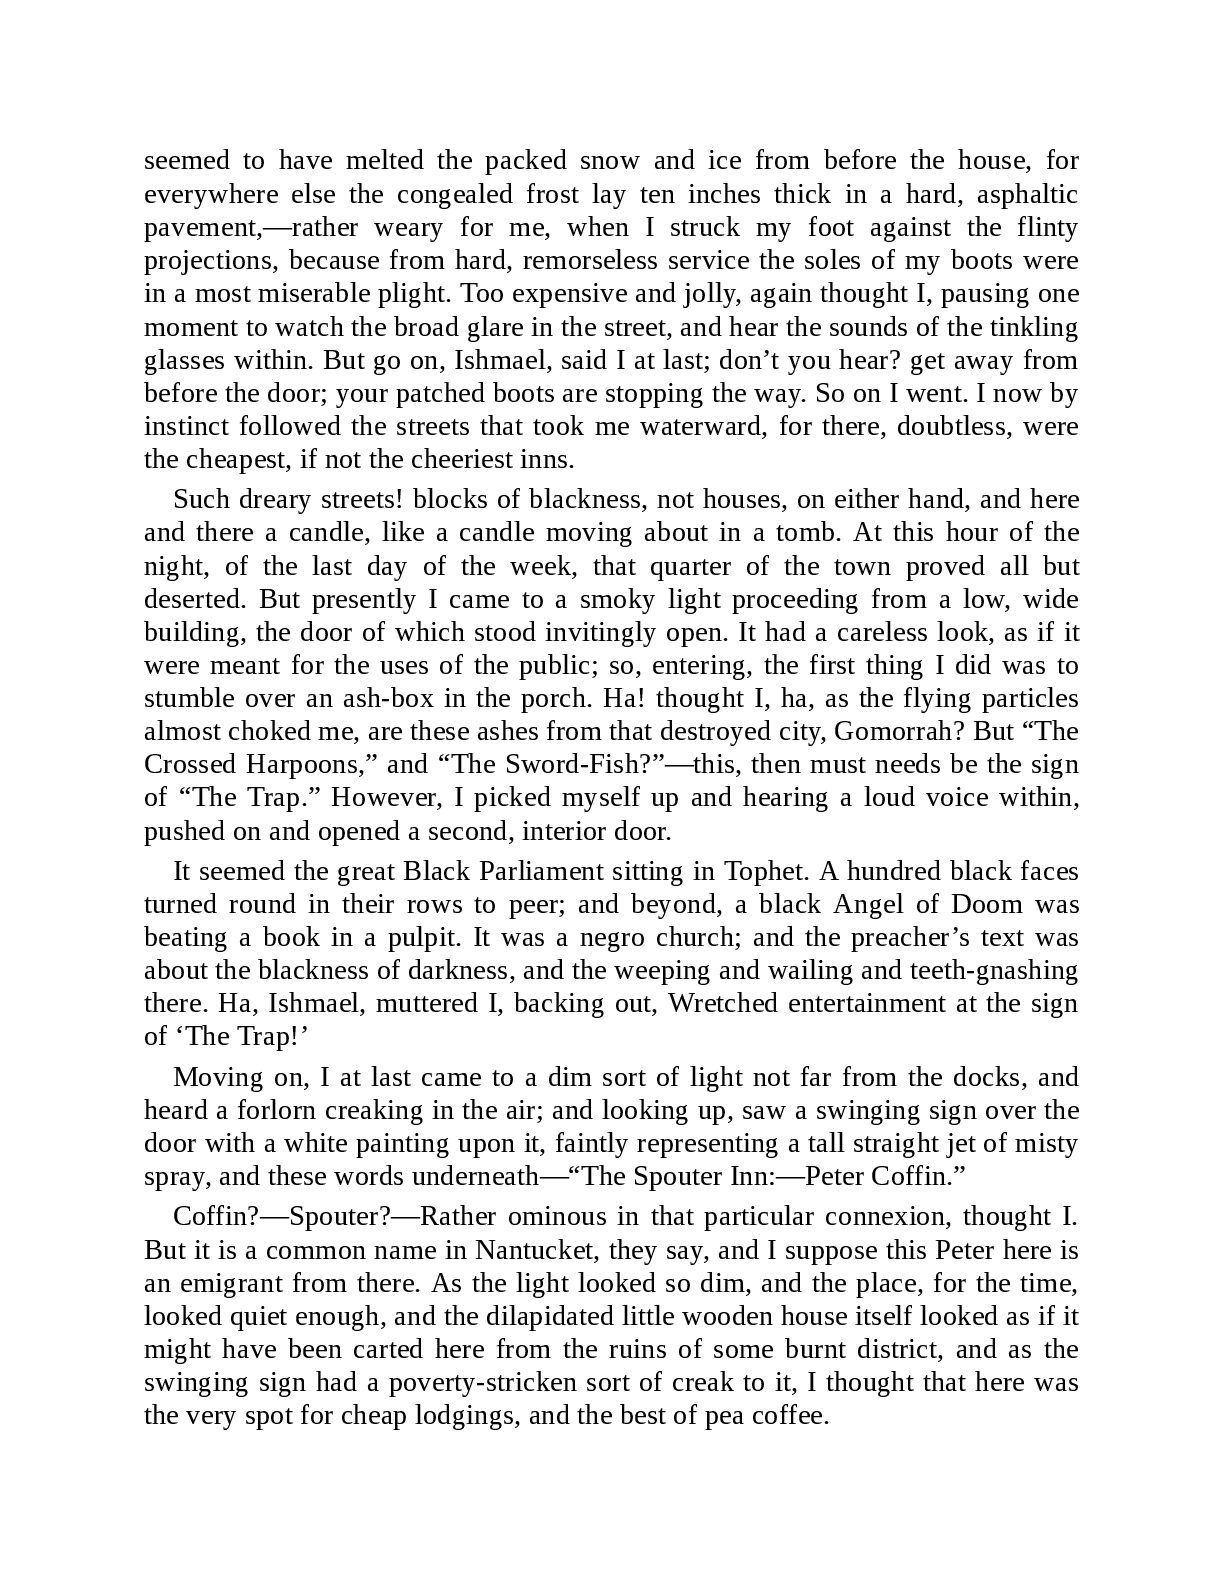 seemed to have melted the packed snow and ice from before the house, for
everywhere else the congealed frost lay ten inches thick in a hard, asphaltic
pavement,—rather weary for me, when I struck my foot against the flinty
projections, because from hard, remorseless service the soles of my boots were
in a most miserable plight. Too expensive and jolly, again thought I, pausing one
moment to watch the broad glare in the street, and hear the sounds of the tinkling
glasses within. But go on, Ishmael, said I at last; don’t you hear? get away from
before the door; your patched boots are stopping the way. So on I went. I now by
instinct followed the streets that took me waterward, for there, doubtless, were
the cheapest, if not the cheeriest inns.
Such dreary streets! blocks of blackness, not houses, on either hand, and here
and there a candle, like a candle moving about in a tomb. At this hour of the
night, of the last day of the week, that quarter of the town proved all but
deserted. But presently I came to a smoky light proceeding from a low, wide
building, the door of which stood invitingly open. It had a careless look, as if it
were meant for the uses of the public; so, entering, the first thing I did was to
stumble over an ash-box in the porch. Ha! thought I, ha, as the flying particles
almost choked me, are these ashes from that destroyed city, Gomorrah? But “The
Crossed Harpoons,” and “The Sword-Fish?”—this, then must needs be the sign
of “The Trap.” However, I picked myself up and hearing a loud voice within,
pushed on and opened a second, interior door.
It seemed the great Black Parliament sitting in Tophet. A hundred black faces
turned round in their rows to peer; and beyond, a black Angel of Doom was
beating a book in a pulpit. It was a negro church; and the preacher’s text was
about the blackness of darkness, and the weeping and wailing and teeth-gnashing
there. Ha, Ishmael, muttered I, backing out, Wretched entertainment at the sign
of ‘The Trap!’
Moving on, I at last came to a dim sort of light not far from the docks, and
heard a forlorn creaking in the air; and looking up, saw a swinging sign over the
door with a white painting upon it, faintly representing a tall straight jet of misty
spray, and these words underneath—“The Spouter Inn:—Peter Coffin.”
Coffin?—Spouter?—Rather ominous in that particular connexion, thought I.
But it is a common name in Nantucket, they say, and I suppose this Peter here is
an emigrant from there. As the light looked so dim, and the place, for the time,
looked quiet enough, and the dilapidated little wooden house itself looked as if it
might have been carted here from the ruins of some burnt district, and as the
swinging sign had a poverty-stricken sort of creak to it, I thought that here was
the very spot for cheap lodgings, and the best of pea coffee.